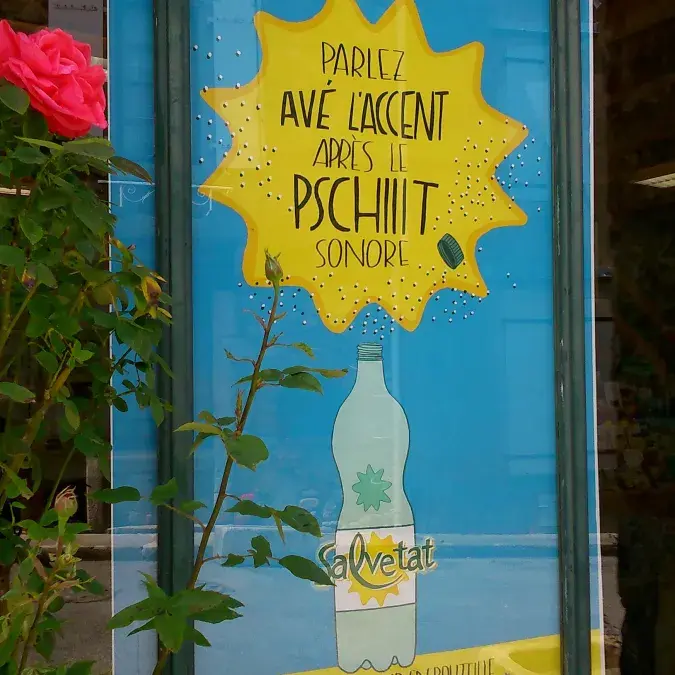 PARLEZ
AVÉ L'ACCENT
APRÈS LE
PSCHIIIT
SONORE
Salvetat